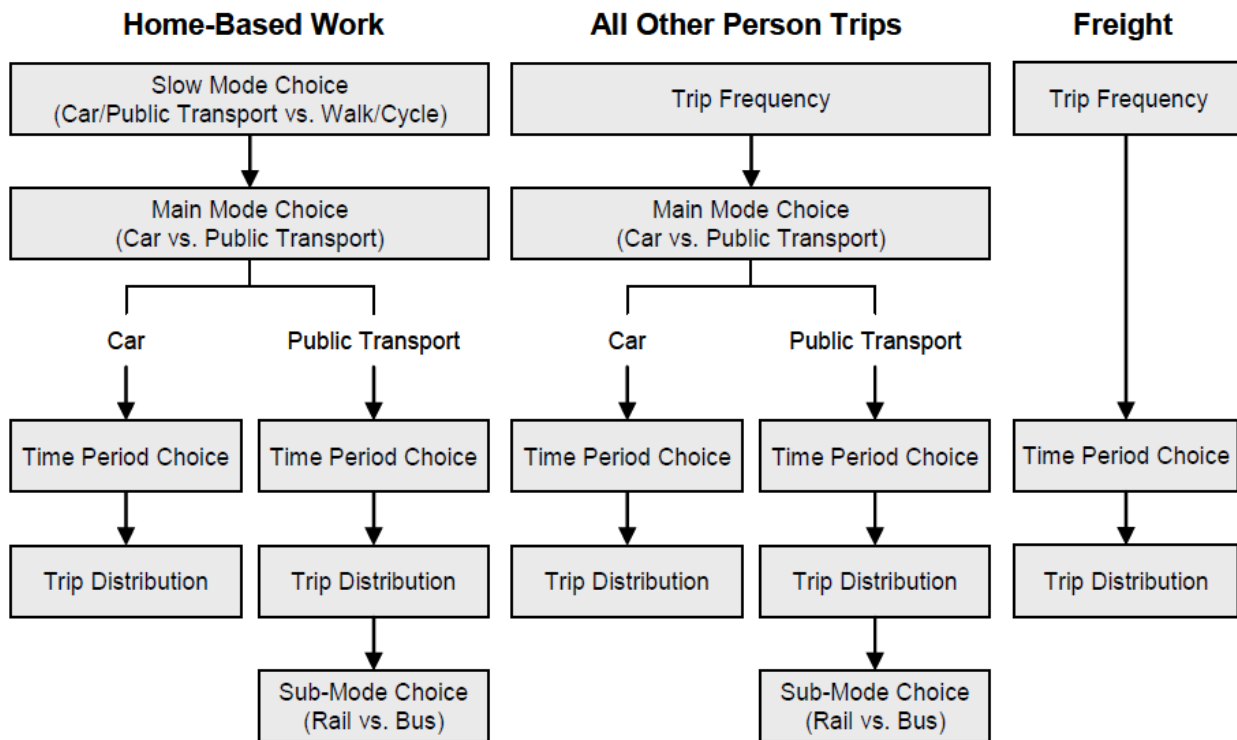 Home-Based Work
All Other Person Trips
Freight
Slow Mode Choice
(Car/Public Transport vs. Walk/Cycle)
Trip Frequency
Trip Frequency
Main Mode Choice
(Car vs. Public Transport)
Main Mode Choice
(Car vs. Public Transport)
Car
Public Transport
Car
Public Transport
Time Period Choice
Time Period Choice
Time Period Choice
Time Period Choice
Time Period Choice
Trip Distribution
Trip Distribution
Trip Distribution
Trip Distribution
Trip Distribution
Sub-Mode Choice
(Rail vs. Bus)
Sub-Mode Choice
(Rail vs. Bus)